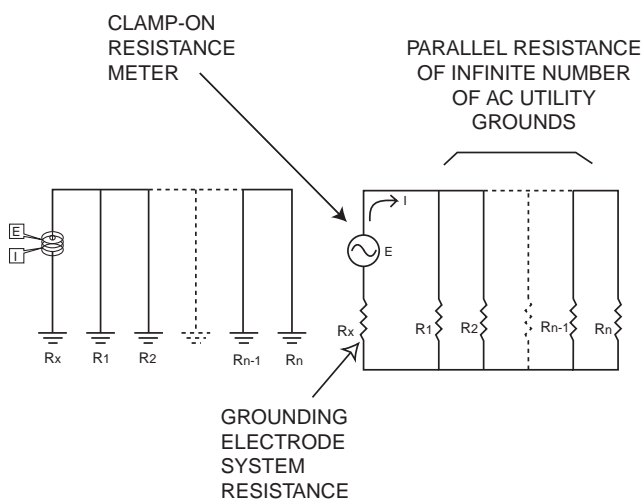 CLAMP-ON
RESISTANCE
METER
PARALLEL RESISTANCE
OF INFINITE NUMBER
OF AC UTILITY
GROUNDS
E
I
Rx
R1
R2
Rn-1
Rn
I
E
Rx
R1
R2
Rn-1
Rn
GROUNDING
ELECTRODE
SYSTEM
RESISTANCE